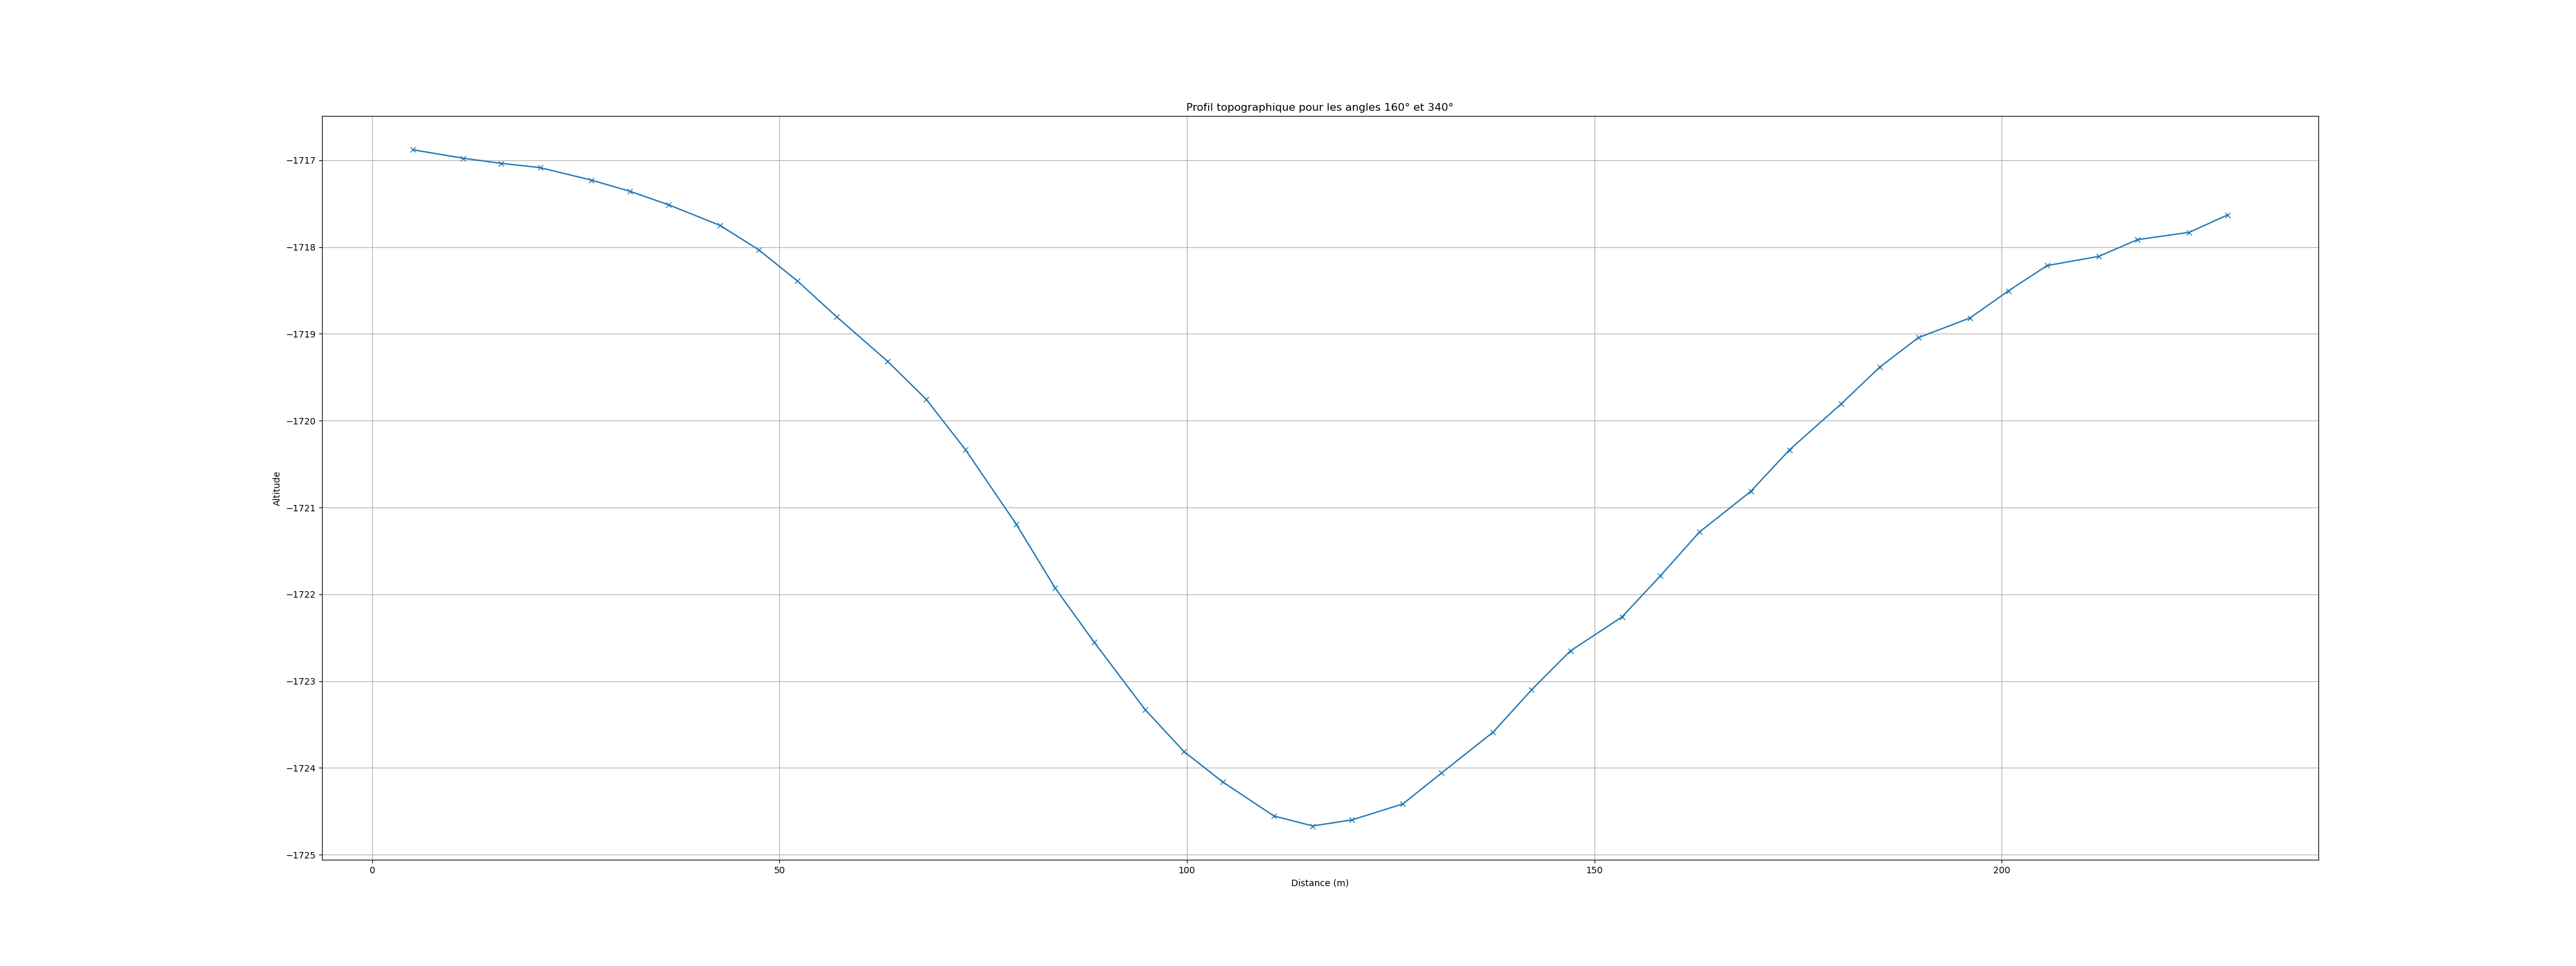 Profil topographique pour les angles 160° et 340°
−1717
−1718
−1719
−1720
−1721
−1722
−1723
−1724
−1725
Altitude
0 50 100 150 200
Distance (m)